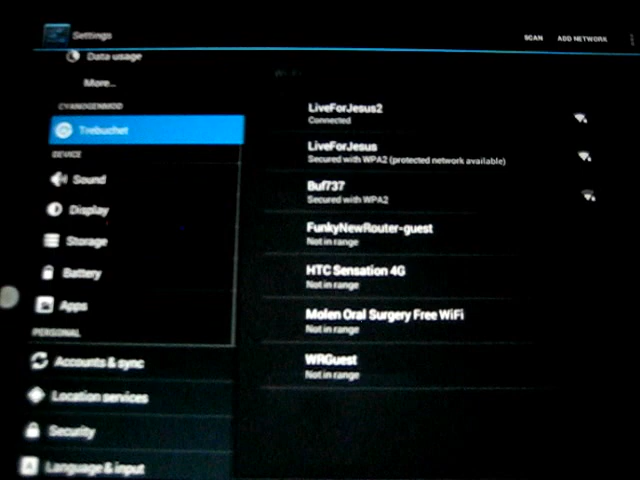 Settings
SCAN
ADD NETWORK
Data usage
More...
CYANOGENMOD
Trebuchet
DEVICE
Sound
Display
Storage
Battery
Apps
PERSONAL
Accounts & sync
Location services
Security
Language & input
Wi-Fi
LiveForJesus2
Connected
LiveForJesus
Secured with WPA2 (protected network available)
Buf737
Secured with WPA2
FunkyNewRouter-guest
Not in range
HTC Sensation 4G
Not in range
Molen Oral Surgery Free WiFi
Not in range
WRGuest
Not in range